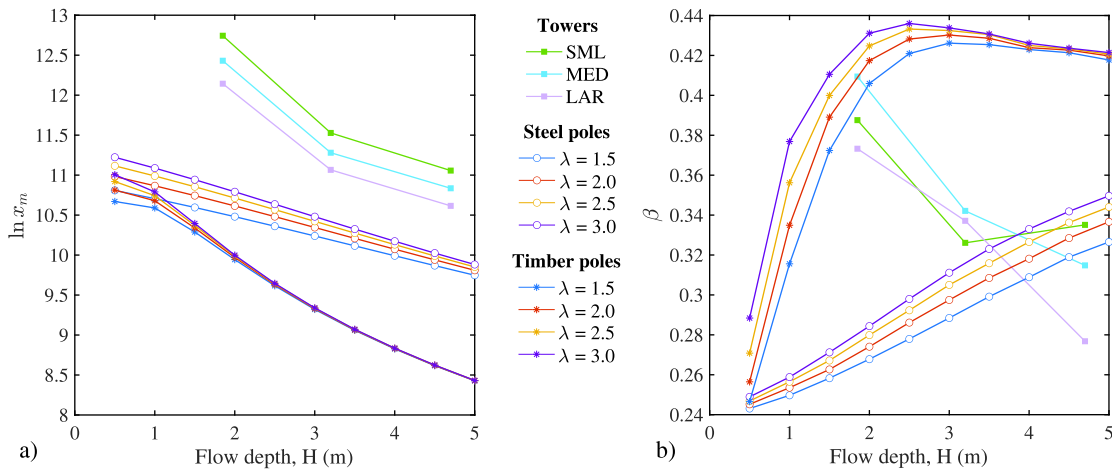 13
12.5
12
11.5
11
10.5
10
9.5
9
8.5
8
ln x_m
0 1 2 3 4 5
Flow depth, H (m)
a)
Towers
SML
MED
LAR
Steel poles
λ = 1.5
λ = 2.0
λ = 2.5
λ = 3.0
Timber poles
λ = 1.5
λ = 2.0
λ = 2.5
λ = 3.0
0.44
0.42
0.4
0.38
0.36
0.34
0.32
0.3
0.28
0.26
0.24
β
0 1 2 3 4 5
Flow depth, H (m)
b)